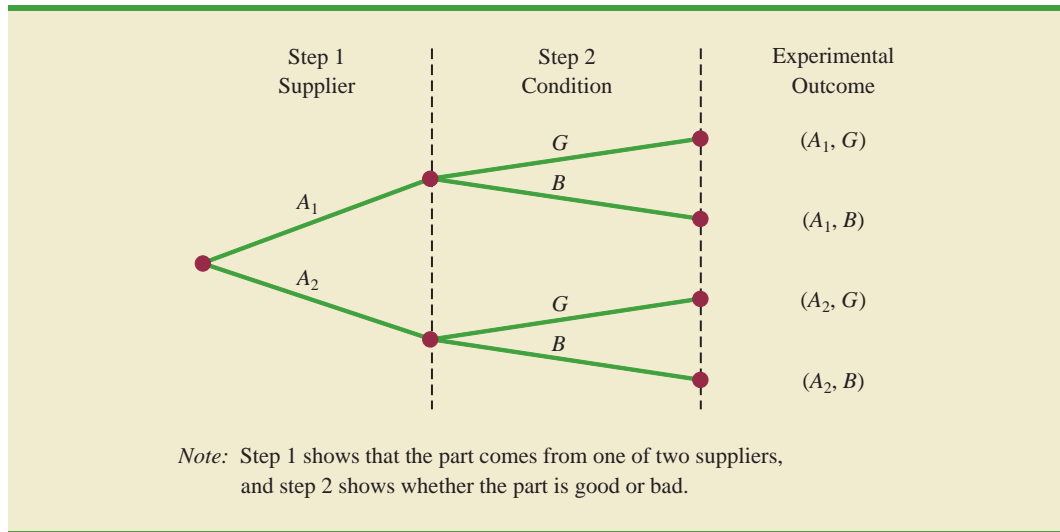 Step 1
Supplier
Step 2
Condition
Experimental
Outcome
G
(A₁, G)
B
A₁
(A₁, B)
A₂
G
(A₂, G)
B
(A₂, B)
Note: Step 1 shows that the part comes from one of two suppliers,
and step 2 shows whether the part is good or bad.